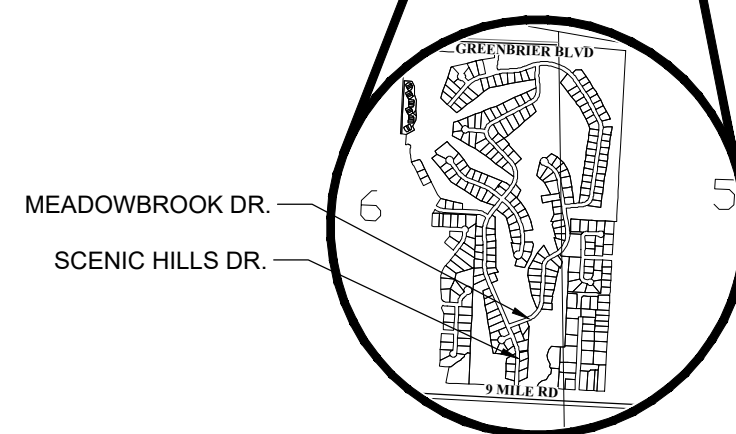 GREENBRIER BLVD
6
5
MEADOWBROOK DR.
SCENIC HILLS DR.
9 MILE RD